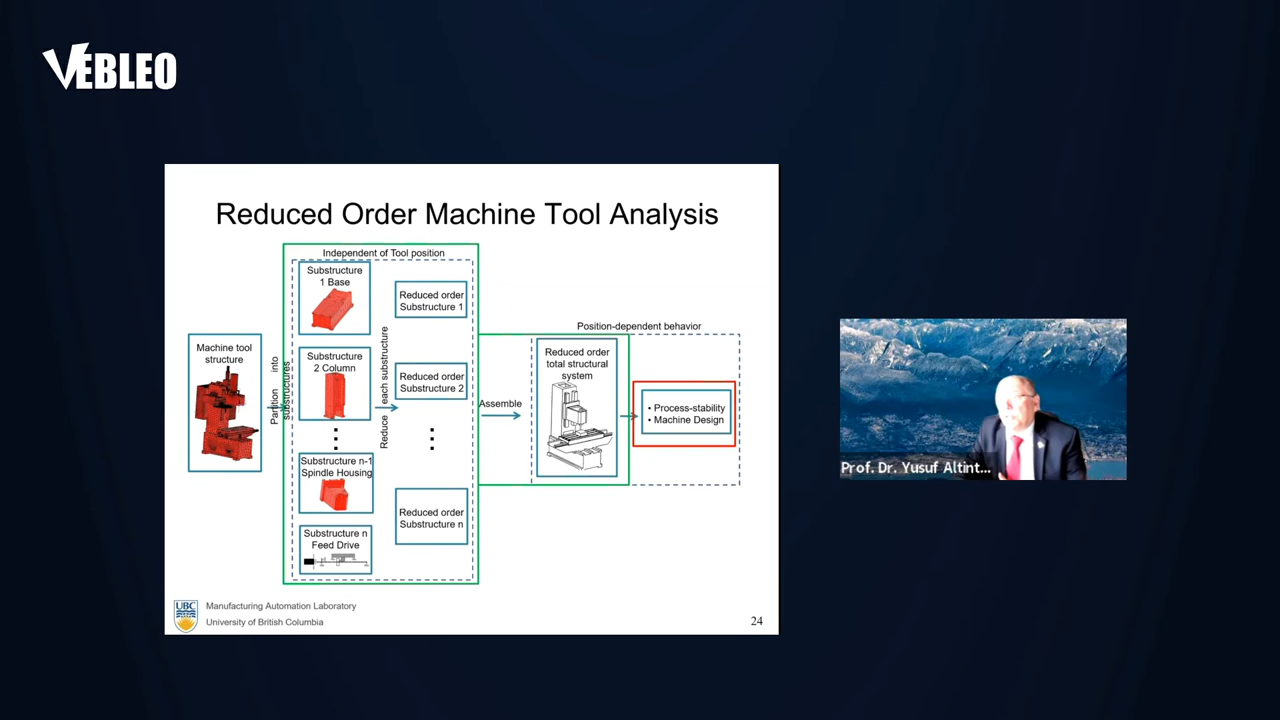 VEBLEO
Reduced Order Machine Tool Analysis
Independent of Tool position
Machine tool
structure
Partition into
substructures
Substructure
1 Base
Substructure
2 Column
Substructure n-1
Spindle Housing
Substructure n
Feed Drive
Reduce each substructure
Reduced order
Substructure 1
Reduced order
Substructure 2
Reduced order
Substructure n
Assemble
Position-dependent behavior
Reduced order
total structural
system
• Process-stability
• Machine Design
UBC
Manufacturing Automation Laboratory
University of British Columbia
24
Prof. Dr. Yusuf Altint...